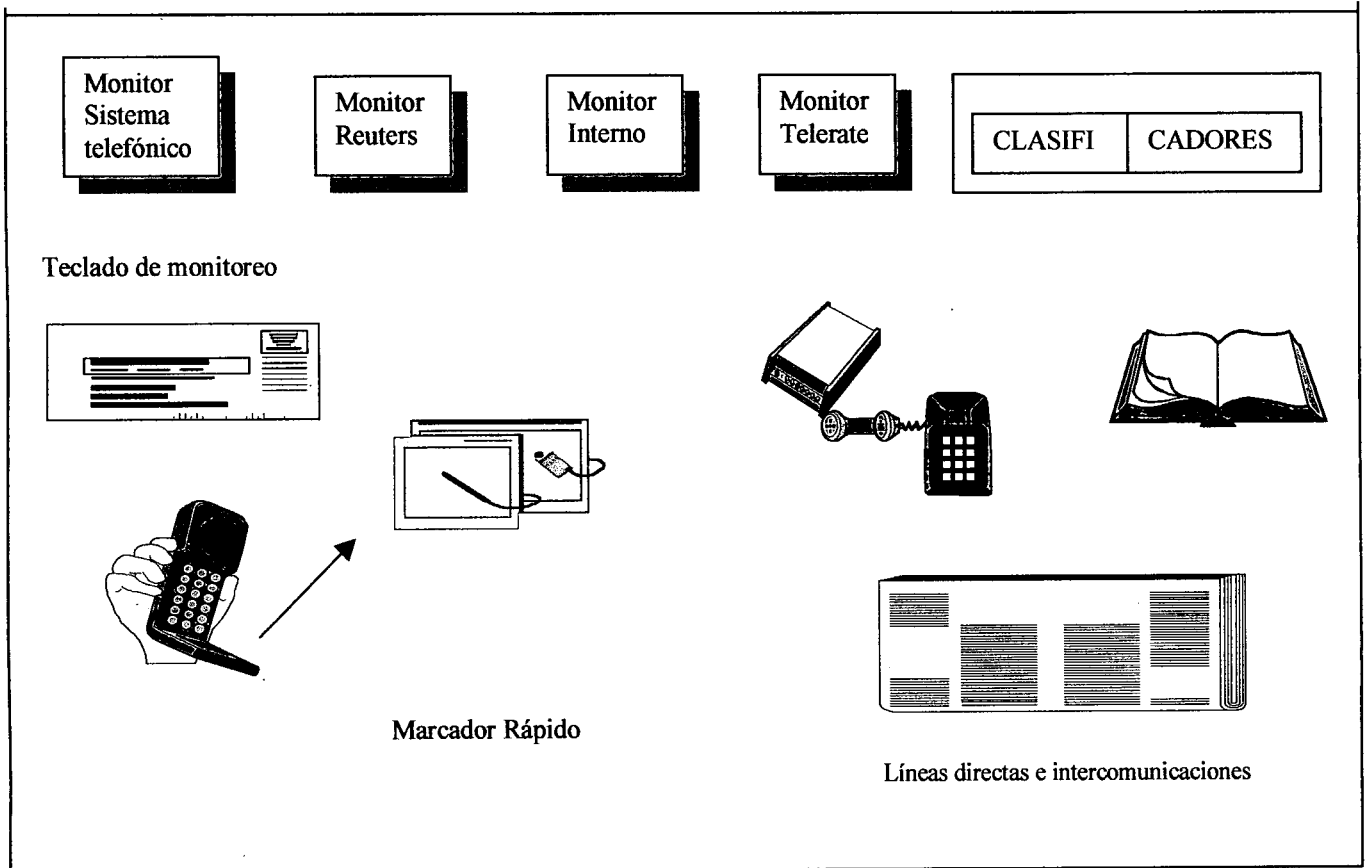 Monitor
Sistema
telefónico
Monitor
Reuters
Monitor
Interno
Monitor
Telerate
CLASIFI CADORES
Teclado de monitoreo
Marcador Rápido
Líneas directas e intercomunicaciones